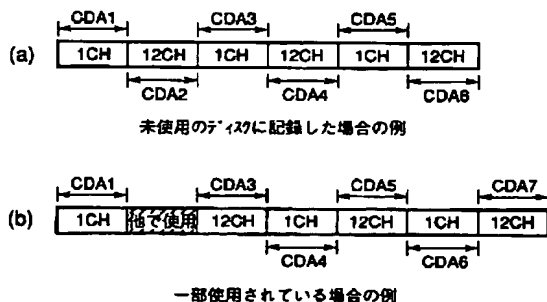 CDA1 CDA3 CDA5
(a) 1CH 12CH 1CH 12CH 1CH 12CH
CDA2 CDA4 CDA6
未使用のディスクに記録した場合の例
CDA1 CDA3 CDA5 CDA7
(b) 1CH 他で使用 12CH 1CH 12CH 1CH 12CH
CDA4 CDA6
一部使用されている場合の例